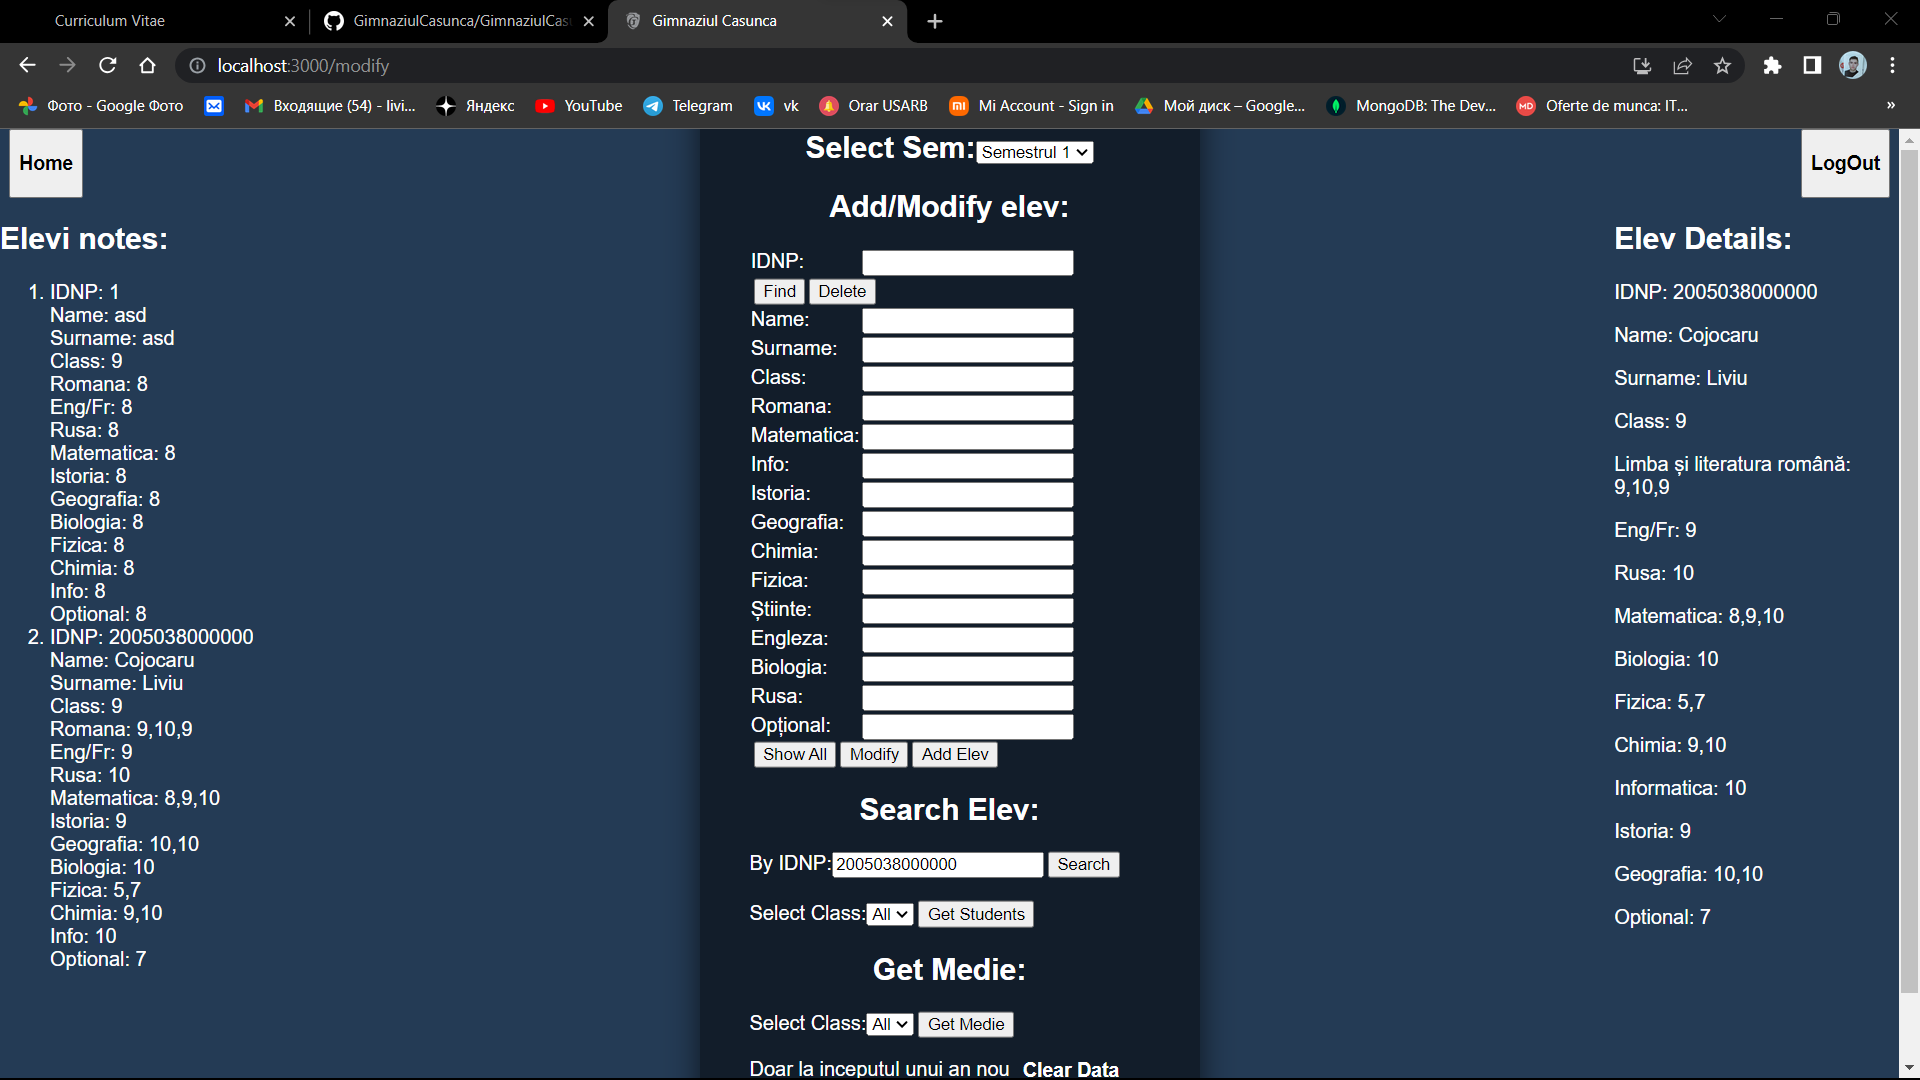 Curriculum Vitae
GimnaziulCasunca/GimnaziulCas
Gimnaziul Casunca
localhost:3000/modify
Фото - Google Фото
Входящие (54) - livi...
Яндекс
YouTube
Telegram
vk
Orar USARB
Mi Account - Sign in
Мой диск – Google...
MongoDB: The Dev...
Oferte de munca: IT...
»
Home
LogOut
Elevi notes:
1. IDNP: 1
Name: asd
Surname: asd
Class: 9
Romana: 8
Eng/Fr: 8
Rusa: 8
Matematica: 8
Istoria: 8
Geografia: 8
Biologia: 8
Fizica: 8
Chimia: 8
Info: 8
Optional: 8
2. IDNP: 2005038000000
Name: Cojocaru
Surname: Liviu
Class: 9
Romana: 9,10,9
Eng/Fr: 9
Rusa: 10
Matematica: 8,9,10
Istoria: 9
Geografia: 10,10
Biologia: 10
Fizica: 5,7
Chimia: 9,10
Info: 10
Optional: 7
Select Sem: Semestrul 1
Add/Modify elev:
IDNP:
Find Delete
Name:
Surname:
Class:
Romana:
Matematica:
Info:
Istoria:
Geografia:
Chimia:
Fizica:
Științe:
Engleza:
Biologia:
Rusa:
Opțional:
Show All Modify Add Elev
Search Elev:
By IDNP: 2005038000000 Search
Select Class: All Get Students
Get Medie:
Select Class: All Get Medie
Doar la inceputul unui an nou Clear Data
Elev Details:
IDNP: 2005038000000
Name: Cojocaru
Surname: Liviu
Class: 9
Limba și literatura română:
9,10,9
Eng/Fr: 9
Rusa: 10
Matematica: 8,9,10
Biologia: 10
Fizica: 5,7
Chimia: 9,10
Informatica: 10
Istoria: 9
Geografia: 10,10
Optional: 7